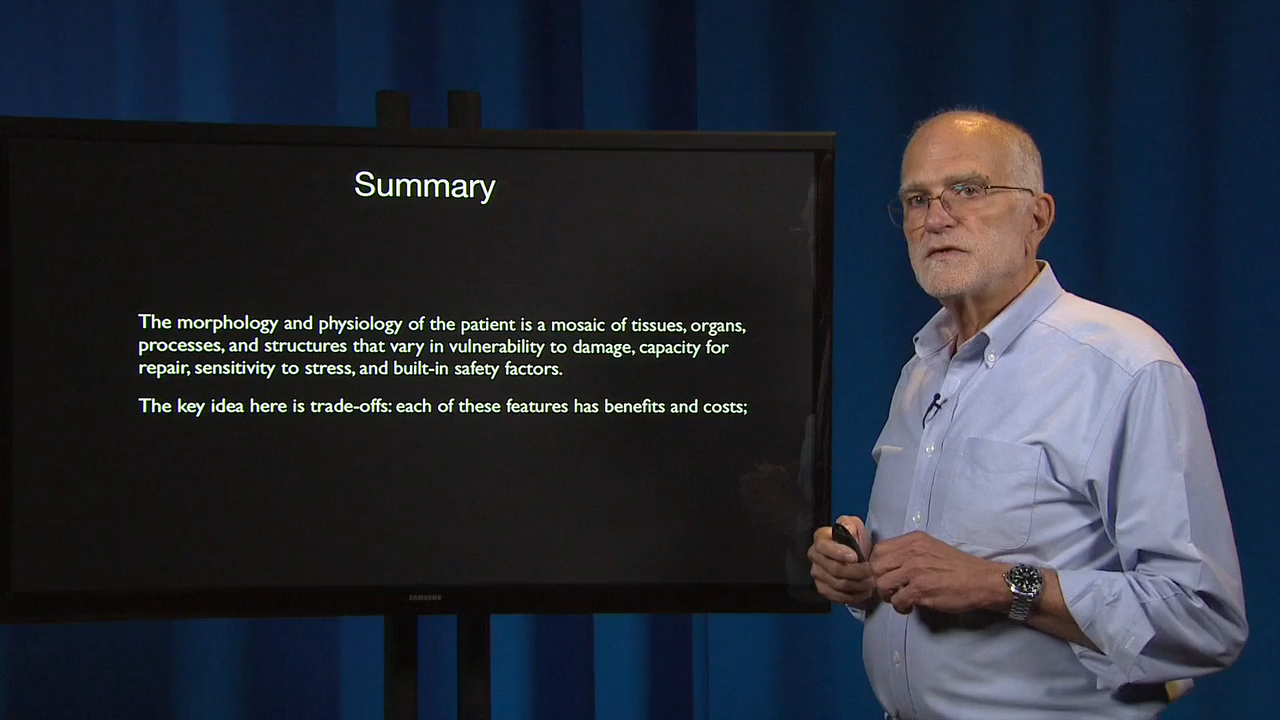 Summary
The morphology and physiology of the patient is a mosaic of tissues, organs,
processes, and structures that vary in vulnerability to damage, capacity for
repair, sensitivity to stress, and built-in safety factors.
The key idea here is trade-offs: each of these features has benefits and costs;
SAMSUNG